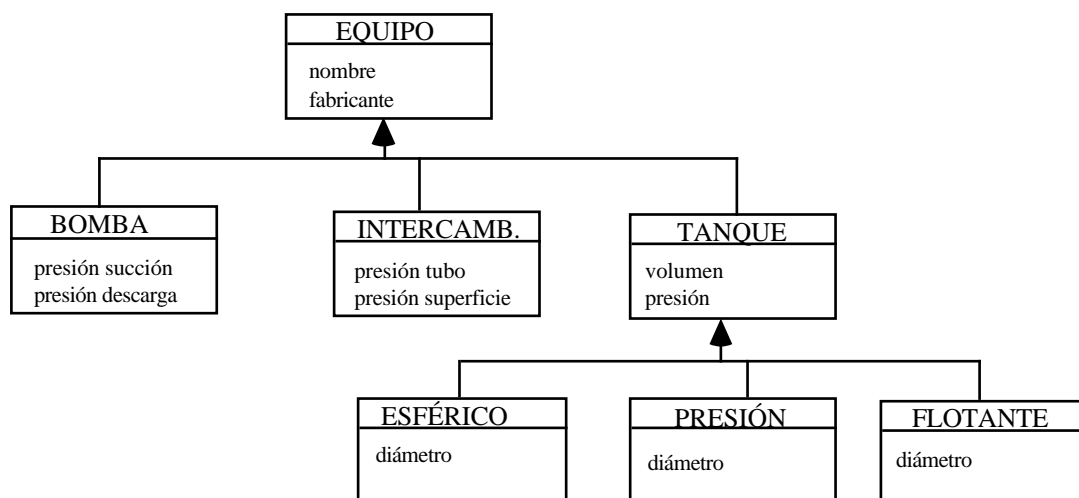 EQUIPO
nombre
fabricante
BOMBA
presión succión
presión descarga
INTERCAMB.
presión tubo
presión superficie
TANQUE
volumen
presión
ESFÉRICO
diámetro
PRESIÓN
diámetro
FLOTANTE
diámetro